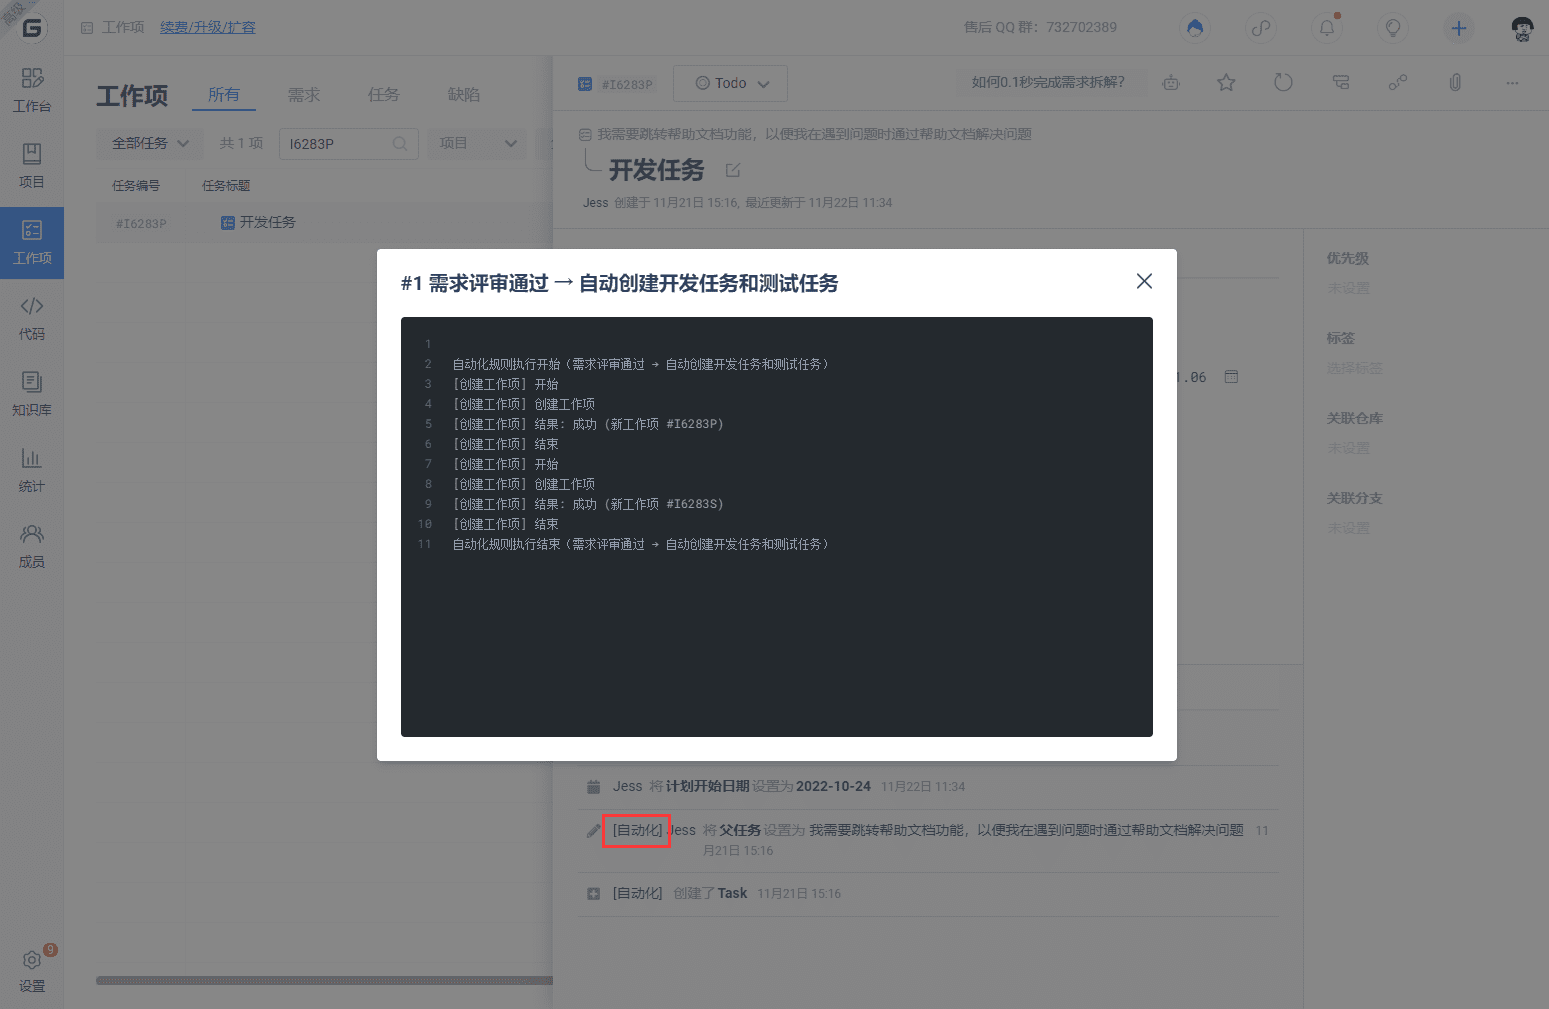 高级
G
工作项 续费/升级/扩容
售后 QQ 群：732702389
工作台
项目
工作项
代码
知识库
统计
成员
9
设置
工作项 所有 需求 任务 缺陷
全部任务 共 1 项 I6283P 项目
任务编号 任务标题
#I6283P 开发任务
#I6283P Todo 如何0.1秒完成需求拆解？
我需要跳转帮助文档功能，以便我在遇到问题时通过帮助文档解决问题
开发任务
Jess 创建于 11月21日 15:16, 最近更新于 11月22日 11:34
#1 需求评审通过 → 自动创建开发任务和测试任务
1
2 自动化规则执行开始（需求评审通过 → 自动创建开发任务和测试任务）
3 [创建工作项] 开始
4 [创建工作项] 创建工作项
5 [创建工作项] 结果: 成功 (新工作项 #I6283P)
6 [创建工作项] 结束
7 [创建工作项] 开始
8 [创建工作项] 创建工作项
9 [创建工作项] 结果: 成功 (新工作项 #I6283S)
10 [创建工作项] 结束
11 自动化规则执行结束（需求评审通过 → 自动创建开发任务和测试任务）
1.06
优先级
未设置
标签
选择标签
关联仓库
未设置
关联分支
未设置
Jess 将 计划开始日期 设置为 2022-10-24 11月22日 11:34
[自动化] Jess 将 父任务 设置为 我需要跳转帮助文档功能，以便我在遇到问题时通过帮助文档解决问题 11
月21日 15:16
[自动化] 创建了 Task 11月21日 15:16